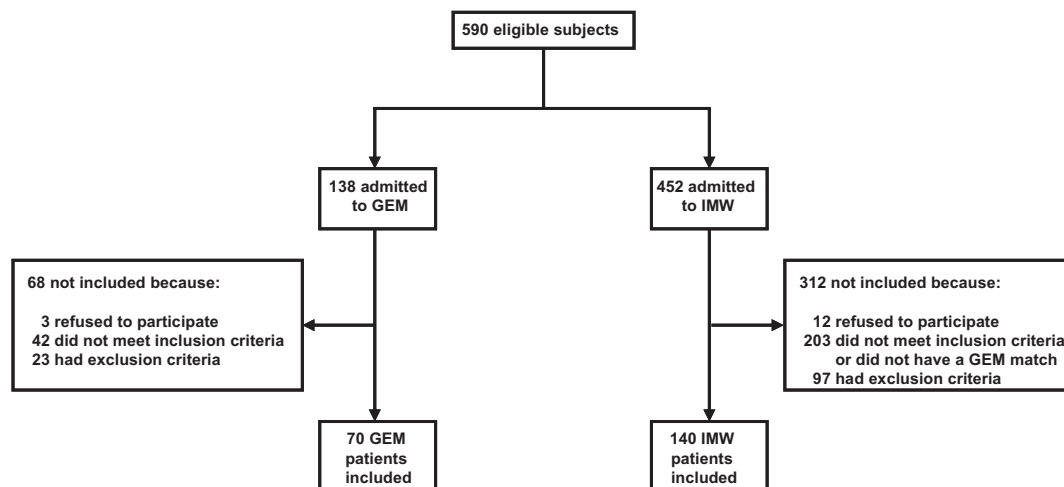 590 eligible subjects
138 admitted
to GEM
452 admitted
to IMW
68 not included because:
3 refused to participate
42 did not meet inclusion criteria
23 had exclusion criteria
312 not included because:
12 refused to participate
203 did not meet inclusion criteria
or did not have a GEM match
97 had exclusion criteria
70 GEM
patients
included
140 IMW
patients
included